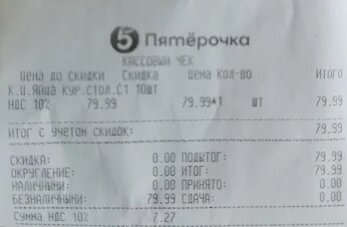 5 Пятёрочка
КАССОВЫЙ ЧЕК
Цена до скидки Скидка Цена Кол-во Итого
К.Ц.Яйца КУР.СТОЛ.С1 10шт
НДС 10% 79.99 79.99*1 шт 79.99
ИТОГ С УЧЕТОМ СКИДОК: 79.99
СКИДКА: 0.00 ПОДЫТОГ: 79.99
ОКРУГЛЕНИЕ: 0.00 ИТОГ: 79.99
НАЛИЧНЫМИ: 0.00 ПРИНЯТО: 0.00
БЕЗНАЛИЧНЫМИ: 79.99 СДАЧА: 0.00
Сумма НДС 10% 7.27